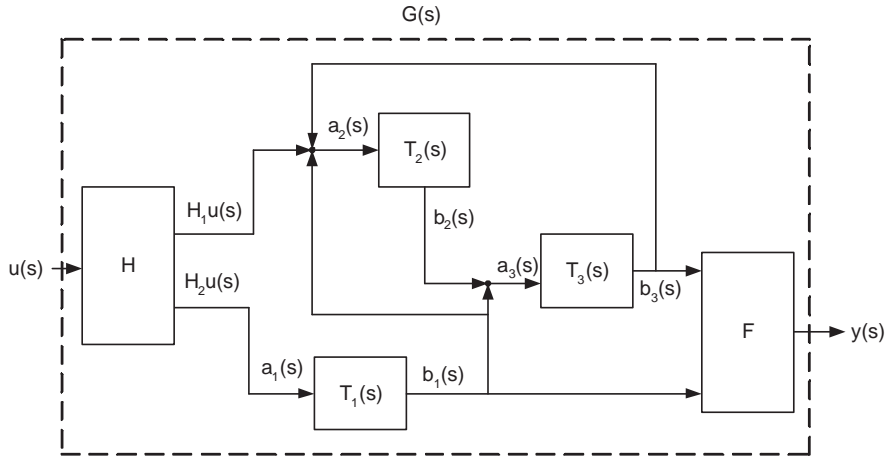 G(s)
a₂(s)
T₂(s)
H₁u(s)
b₂(s)
a₃(s)
T₃(s)
u(s)
H
H₂u(s)
b₃(s)
F
y(s)
a₁(s)
T₁(s)
b₁(s)